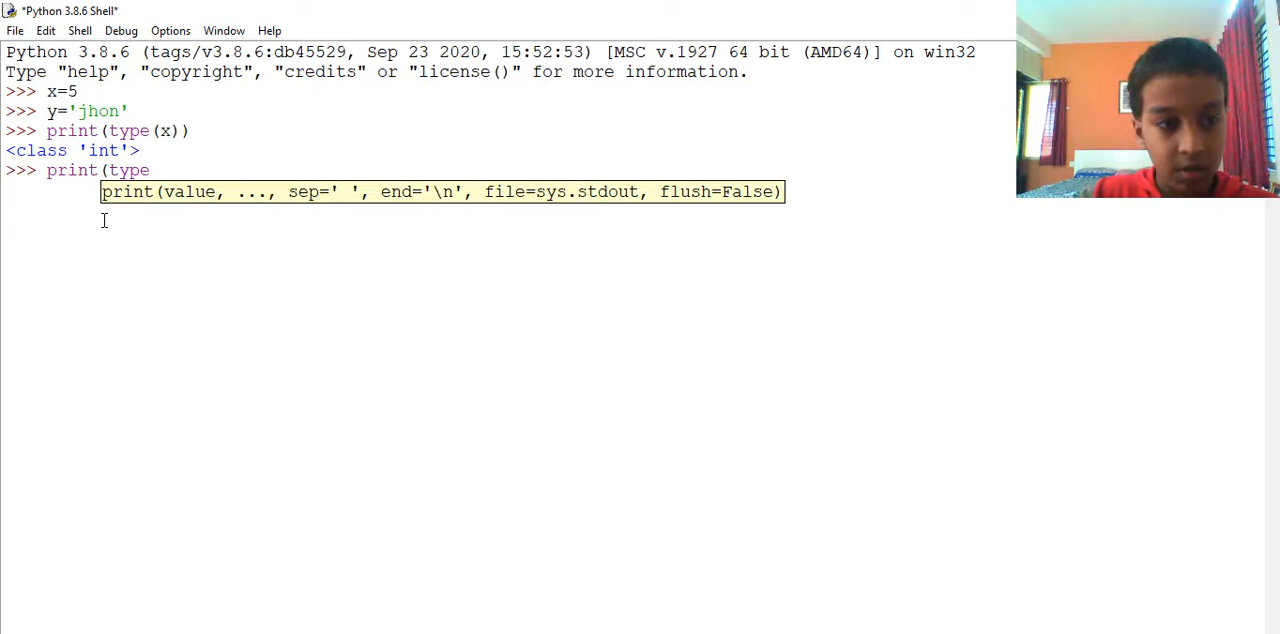 *Python 3.8.6 Shell*
File Edit Shell Debug Options Window Help
Python 3.8.6 (tags/v3.8.6:db45529, Sep 23 2020, 15:52:53) [MSC v.1927 64 bit (AMD64)] on win32
Type "help", "copyright", "credits" or "license()" for more information.
>>> x=5
>>> y='jhon'
>>> print(type(x))
<class 'int'>
>>> print(type
print(value, ..., sep=' ', end='\n', file=sys.stdout, flush=False)